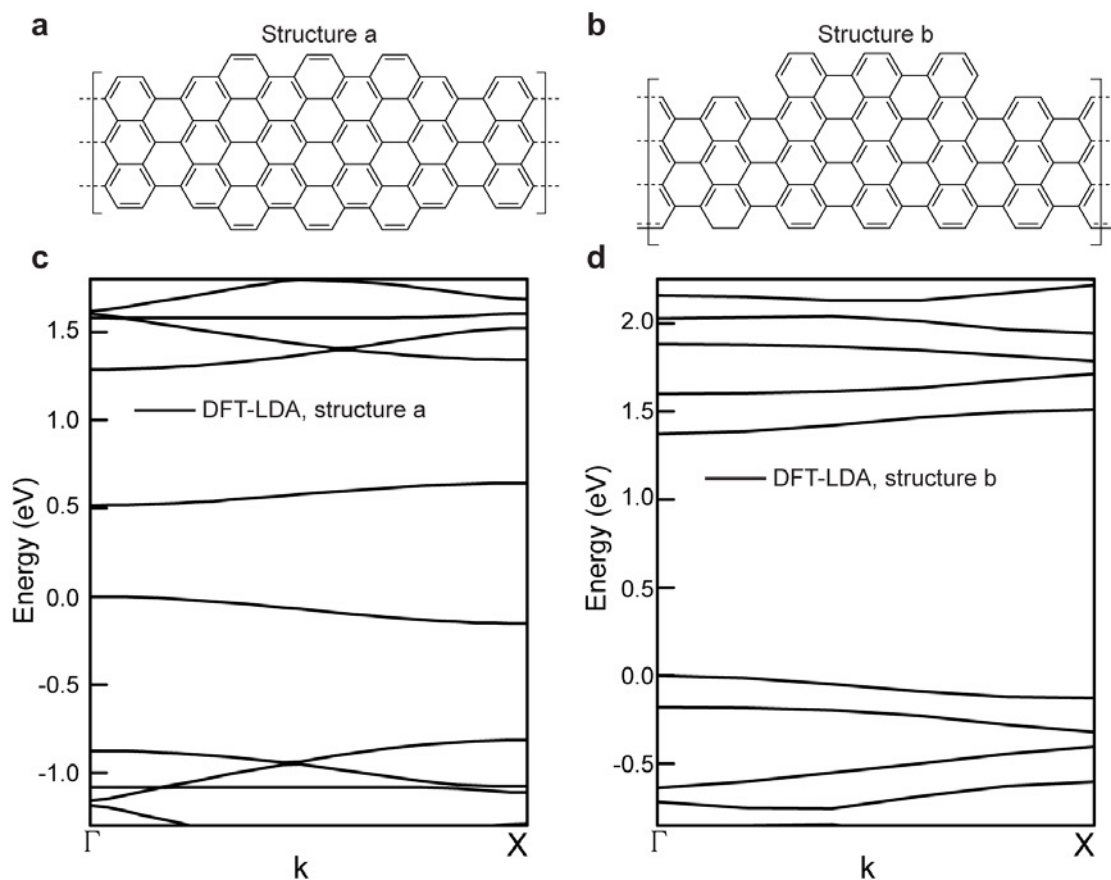 a
Structure a
b
Structure b
c
1.5
1.0
0.5
0.0
-0.5
-1.0
Energy (eV)
DFT-LDA, structure a
Γ
k
X
d
2.0
1.5
1.0
0.5
0.0
-0.5
Energy (eV)
DFT-LDA, structure b
Γ
k
X